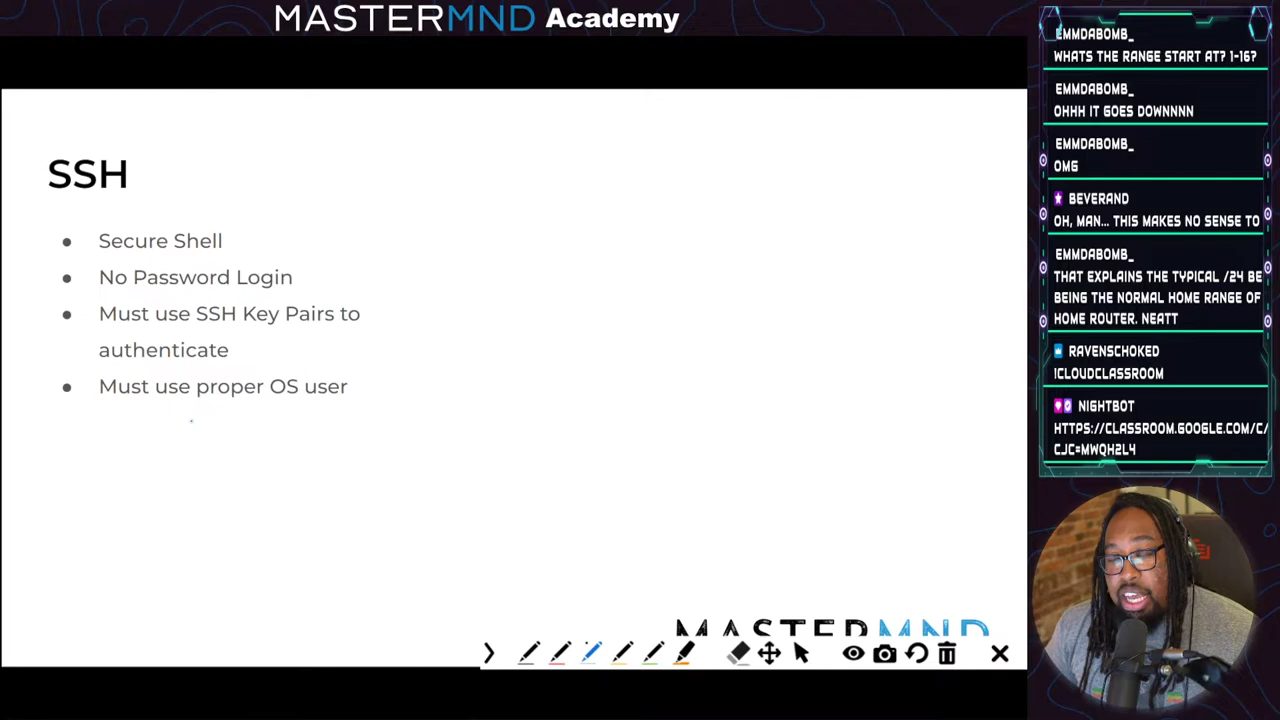 MASTERMND Academy
SSH
● Secure Shell
● No Password Login
● Must use SSH Key Pairs to
authenticate
● Must use proper OS user
MASTERMND
EMMDABOMB_
WHATS THE RANGE START AT? 1-16?
EMMDABOMB_
OHHH IT GOES DOWNNNN
EMMDABOMB_
OMG
BEVERAND
OH, MAN... THIS MAKES NO SENSE TO
EMMDABOMB_
THAT EXPLAINS THE TYPICAL /24 BE
BEING THE NORMAL HOME RANGE OF
HOME ROUTER. NEATT
RAVENSCHOKED
!CLOUDCLASSROOM
NIGHTBOT
HTTPS://CLASSROOM.GOOGLE.COM/C/
CJC=MWQH2L4